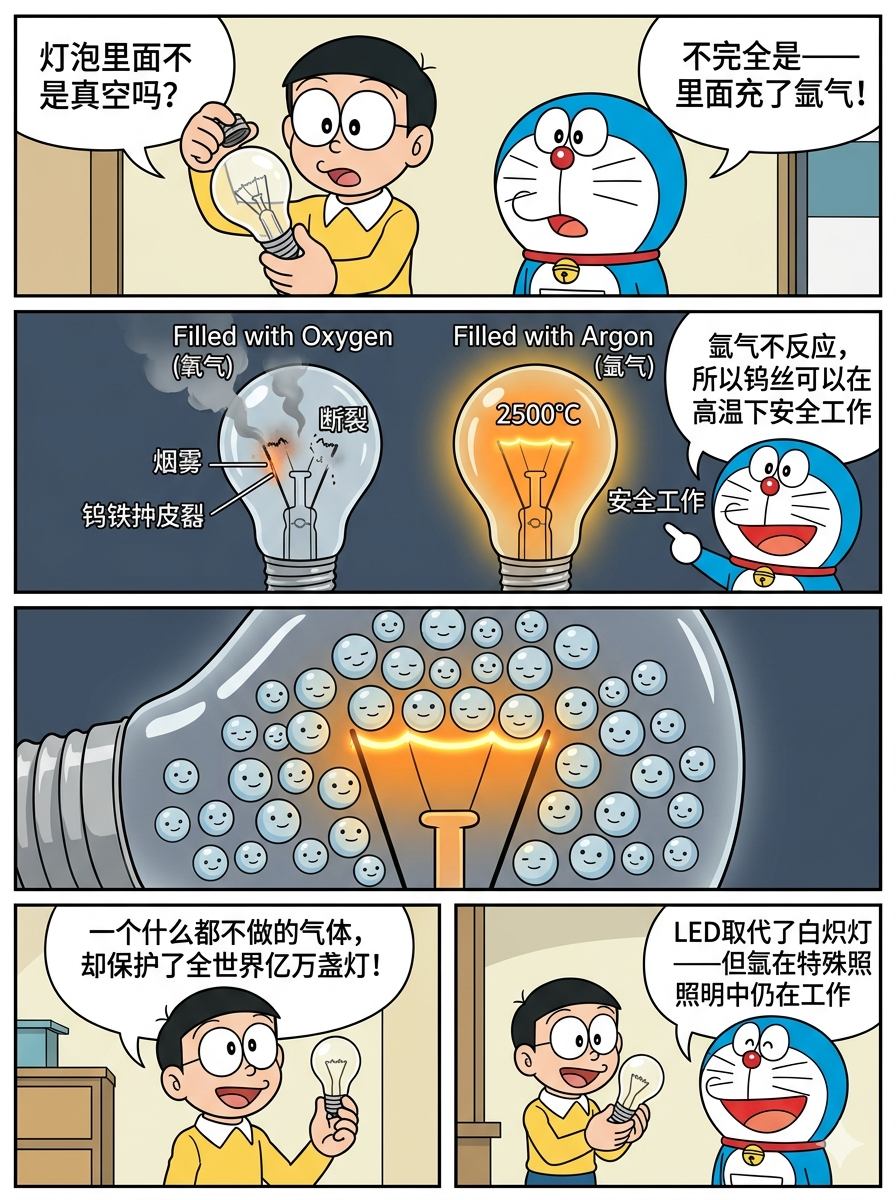 灯泡里面不
是真空吗？
不完全是——
里面充了氩气！
Filled with Oxygen
(氧气)
Filled with Argon
(氩气)
氩气不反应，
所以钨丝可以在
高温下安全工作
断裂
2500°C
烟雾
安全工作
一个什么都不做的气体，
却保护了全世界亿万盏灯！
LED取代了白炽灯
——但氩在特殊照
照明中仍在工作